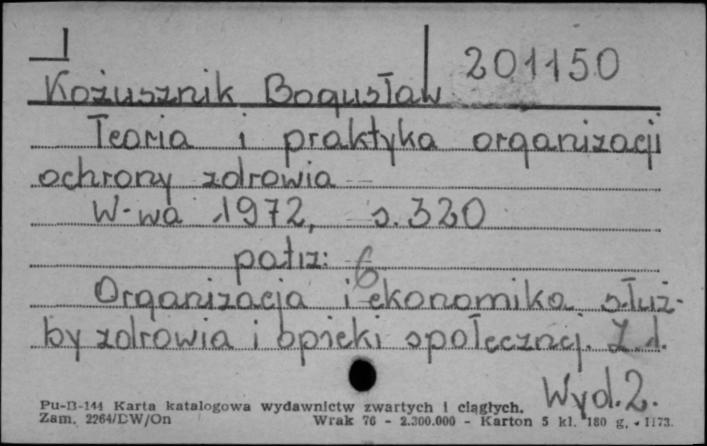 I 201150
Kożusznik Bogusław
Teoria i praktyka organizacji
ochrony zdrowia
W-wa 1972, s. 320
patrz: 6
Organizacja i ekonomika służ-
by zdrowia i opieki społecznej. Z. 1.
Wyd. 2.
Pu-B-144 Karta katalogowa wydawnictw zwartych i ciągłych.
Zam. 2264/DW/On Wrak 76 - 2.300.000 - Karton 5 kl. 180 g. - 1173.